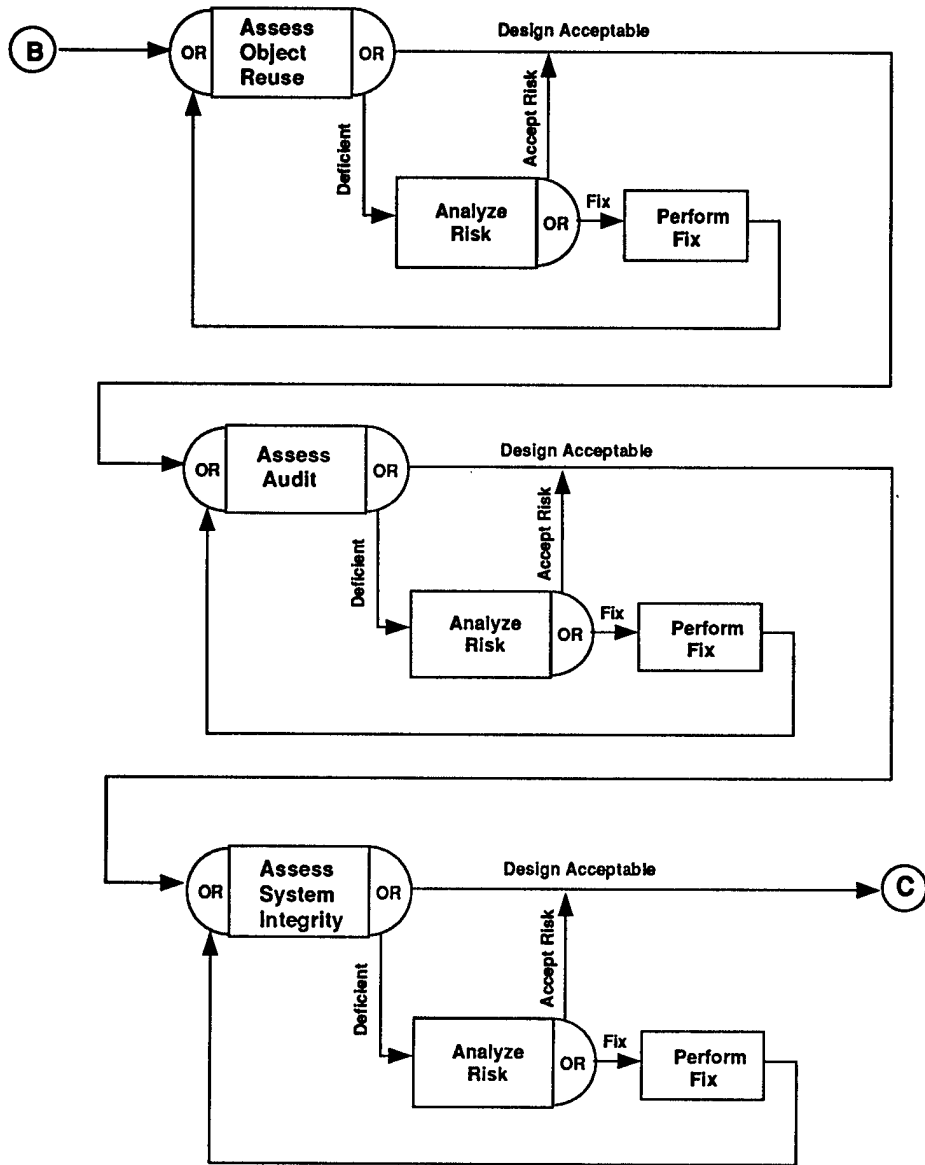 B
OR
Assess
Object
Reuse
OR
Design Acceptable
Deficient
Accept Risk
Analyze
Risk
OR
Fix
Perform
Fix
OR
Assess
Audit
OR
Design Acceptable
Deficient
Accept Risk
Analyze
Risk
OR
Fix
Perform
Fix
OR
Assess
System
Integrity
OR
Design Acceptable
C
Deficient
Accept Risk
Analyze
Risk
OR
Fix
Perform
Fix